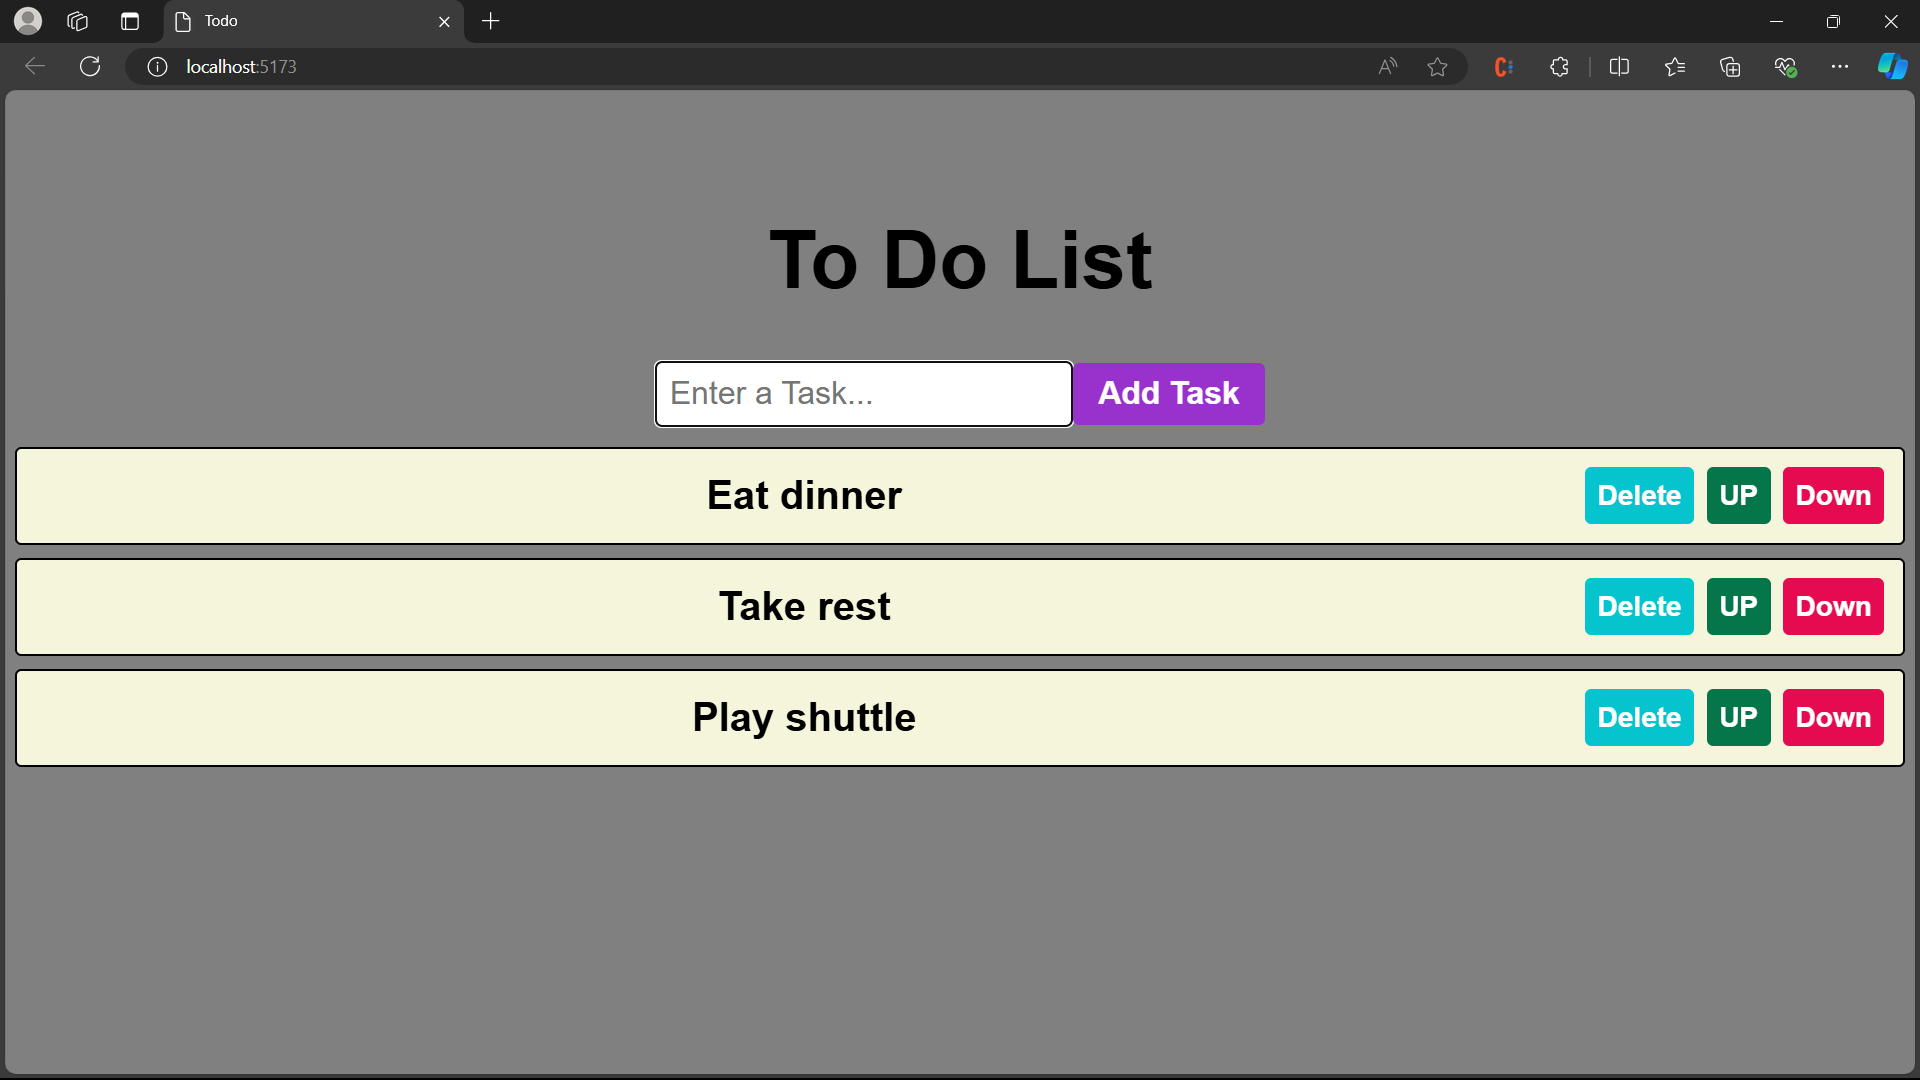 Todo
localhost:5173
To Do List
Enter a Task... Add Task
Eat dinner Delete UP Down
Take rest Delete UP Down
Play shuttle Delete UP Down